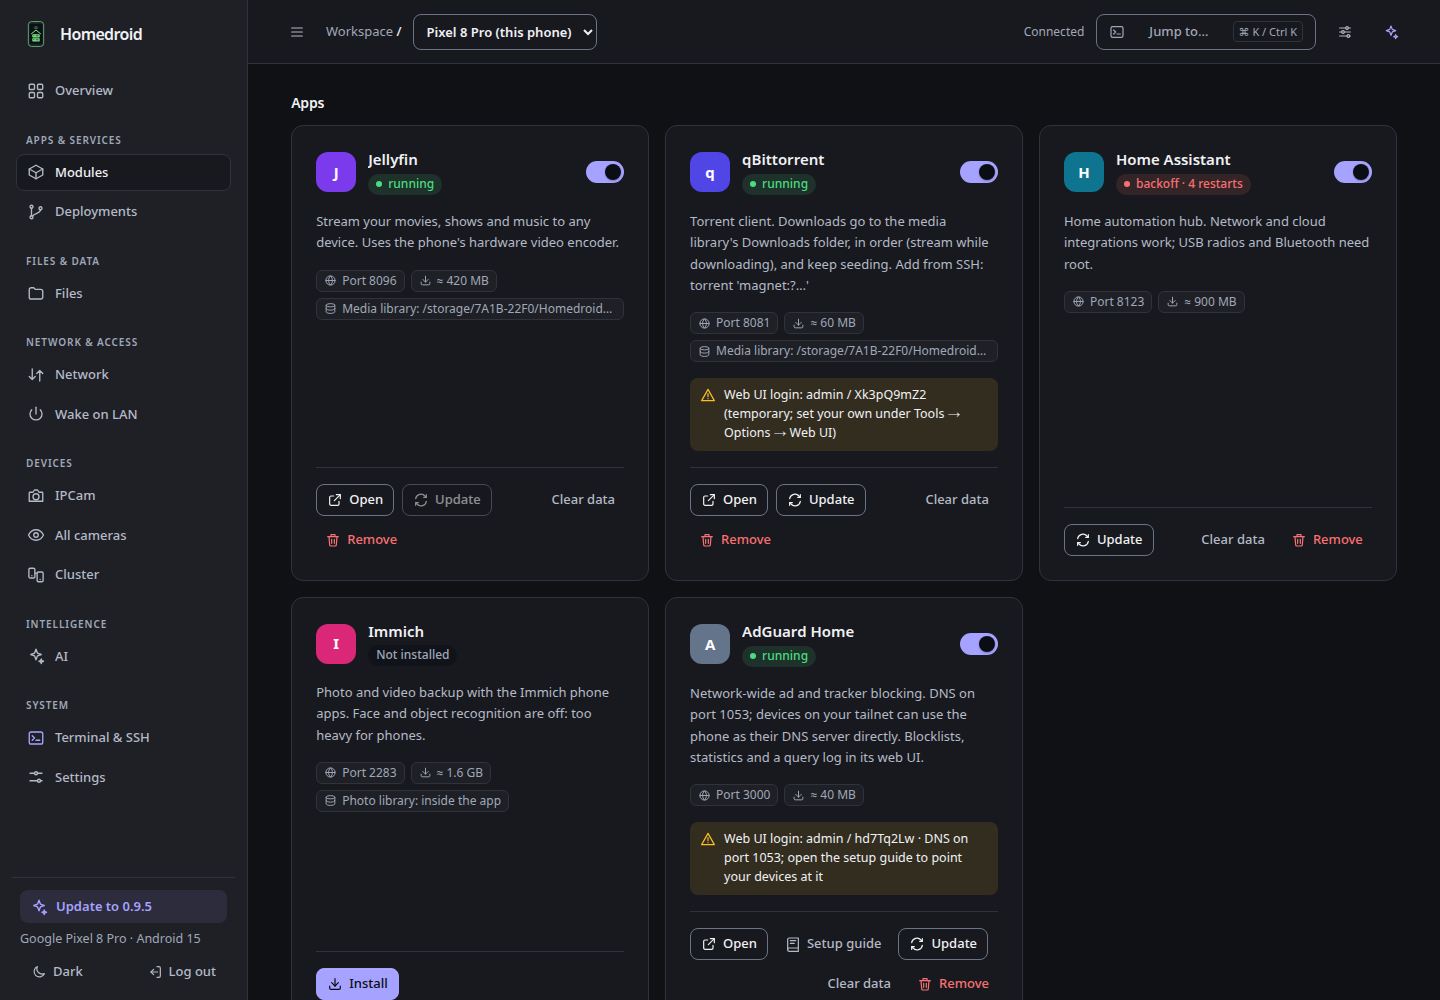 Homedroid
Workspace /
Pixel 8 Pro (this phone)
Connected
Jump to...
⌘ K / Ctrl K
Overview
APPS & SERVICES
Modules
Deployments
FILES & DATA
Files
NETWORK & ACCESS
Network
Wake on LAN
DEVICES
IPCam
All cameras
Cluster
INTELLIGENCE
AI
SYSTEM
Terminal & SSH
Settings
Update to 0.9.5
Google Pixel 8 Pro · Android 15
Dark
Log out
Apps
J
Jellyfin
running
Stream your movies, shows and music to any
device. Uses the phone's hardware video encoder.
Port 8096
≈ 420 MB
Media library: /storage/7A1B-22F0/Homedroid...
Open
Update
Clear data
Remove
q
qBittorrent
running
Torrent client. Downloads go to the media
library's Downloads folder, in order (stream while
downloading), and keep seeding. Add from SSH:
torrent 'magnet:?...'
Port 8081
≈ 60 MB
Media library: /storage/7A1B-22F0/Homedroid...
Web UI login: admin / Xk3pQ9mZ2
(temporary; set your own under Tools →
Options → Web UI)
Open
Update
Clear data
Remove
H
Home Assistant
backoff · 4 restarts
Home automation hub. Network and cloud
integrations work; USB radios and Bluetooth need
root.
Port 8123
≈ 900 MB
Update
Clear data
Remove
I
Immich
Not installed
Photo and video backup with the Immich phone
apps. Face and object recognition are off: too
heavy for phones.
Port 2283
≈ 1.6 GB
Photo library: inside the app
Install
A
AdGuard Home
running
Network-wide ad and tracker blocking. DNS on
port 1053; devices on your tailnet can use the
phone as their DNS server directly. Blocklists,
statistics and a query log in its web UI.
Port 3000
≈ 40 MB
Web UI login: admin / hd7Tq2Lw · DNS on
port 1053; open the setup guide to point
your devices at it
Open
Setup guide
Update
Clear data
Remove